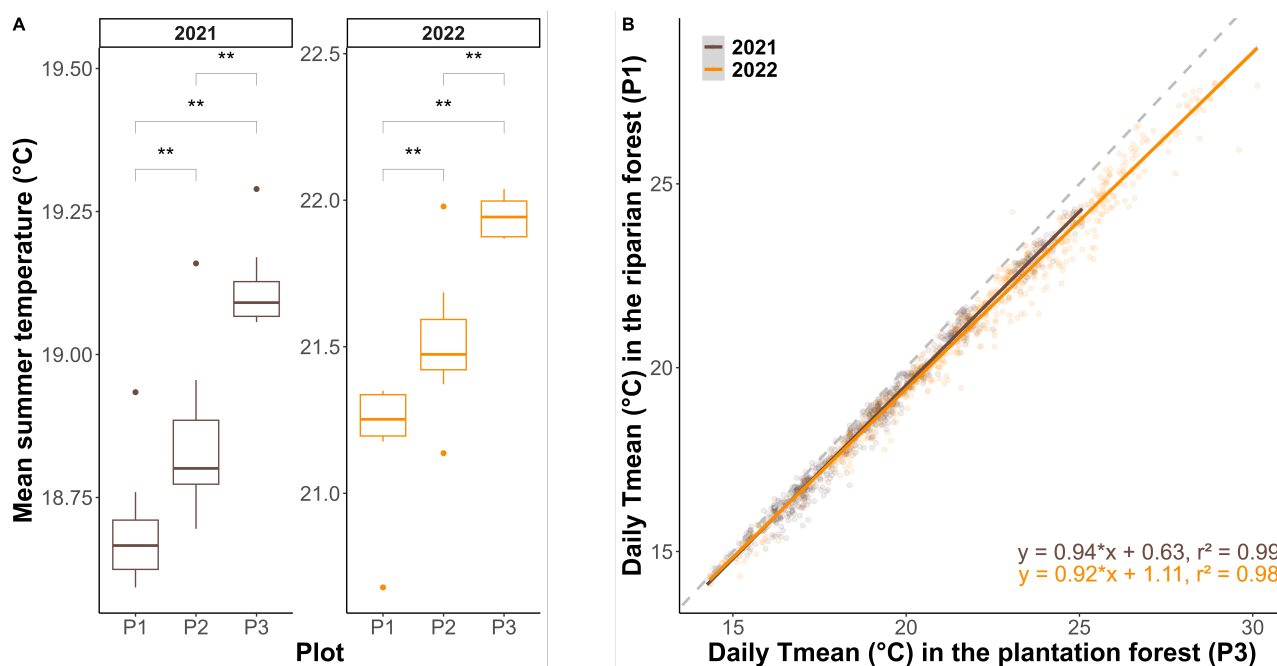 A
2021
2022
**
**
**
**
**
**
19.50
19.25
19.00
18.75
22.5
22.0
21.5
21.0
Mean summer temperature (°C)
P1 P2 P3
P1 P2 P3
Plot
B
2021
2022
Daily Tmean (°C) in the riparian forest (P1)
25
20
15
y = 0.94*x + 0.63, r² = 0.99
y = 0.92*x + 1.11, r² = 0.98
15 20 25 30
Daily Tmean (°C) in the plantation forest (P3)